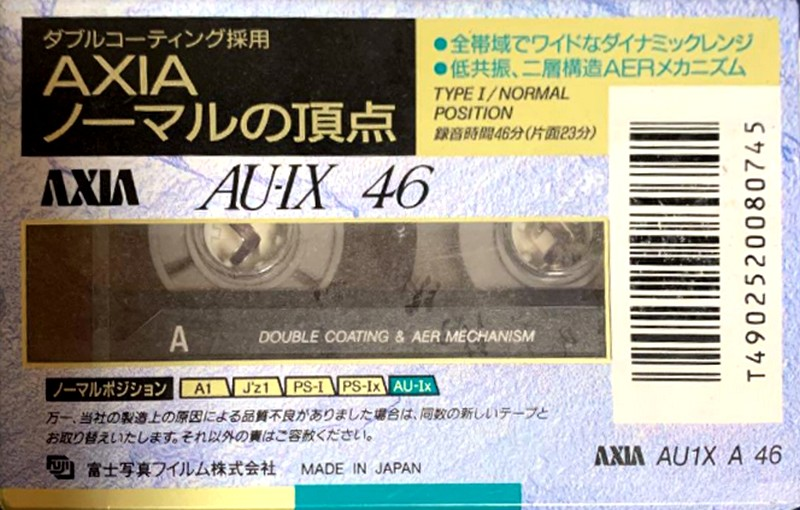 ダブルコーティング採用
AXIA
ノーマルの頂点
●全帯域でワイドなダイナミックレンジ
●低共振、二層構造AERメカニズム
TYPE I/NORMAL
POSITION
録音時間46分(片面23分)
AXIA AU-IX 46
A DOUBLE COATING & AER MECHANISM
T4902520080745
ノーマルポジション A1 J'z1 PS-I PS-Ix AU-Ix
万一、当社の製造上の原因による品質不良がありました場合は、同数の新しいテープと
お取り替えいたします。それ以外の責はご容赦ください。
FUJI 富士写真フイルム株式会社 MADE IN JAPAN
AXIA AU1X A 46